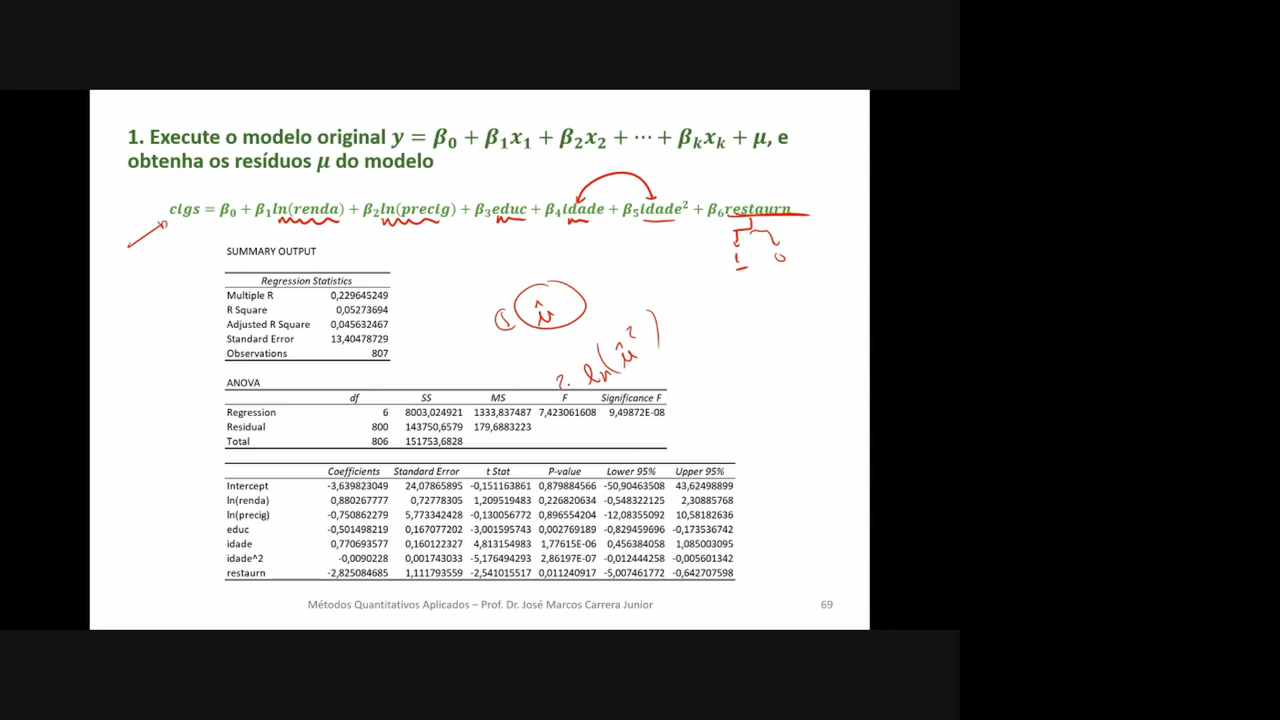 1. Execute o modelo original y = β₀ + β₁x₁ + β₂x₂ + ⋯ + βₖxₖ + μ, e
obtenha os resíduos μ do modelo
cigs = β₀ + β₁ln(renda) + β₂ln(precig) + β₃educ + β₄idade + β₅idade² + β₆restaurn
1 0
SUMMARY OUTPUT
Regression Statistics
Multiple R 0,229645249
R Square 0,05273694
Adjusted R Square 0,045632467
Standard Error 13,40478729
Observations 807
① û
2. ln(û²)
ANOVA
df SS MS F Significance F
Regression 6 8003,024921 1333,837487 7,423061608 9,49872E-08
Residual 800 143750,6579 179,6883223
Total 806 151753,6828
Coefficients Standard Error t Stat P-value Lower 95% Upper 95%
Intercept -3,639823049 24,07865895 -0,151163861 0,879884566 -50,90463508 43,62498899
ln(renda) 0,880267777 0,72778305 1,209519483 0,226820634 -0,548322125 2,30885768
ln(precig) -0,750862279 5,773342428 -0,130056772 0,896554204 -12,08355092 10,58182636
educ -0,501498219 0,167077202 -3,001595743 0,002769189 -0,829459696 -0,173536742
idade 0,770693577 0,160122327 4,813154983 1,77615E-06 0,456384058 1,085003095
idade^2 -0,0090228 0,001743033 -5,176494293 2,86197E-07 -0,012444258 -0,005601342
restaurn -2,825084685 1,111793559 -2,541015517 0,011240917 -5,007461772 -0,642707598
Métodos Quantitativos Aplicados – Prof. Dr. José Marcos Carrera Junior 69